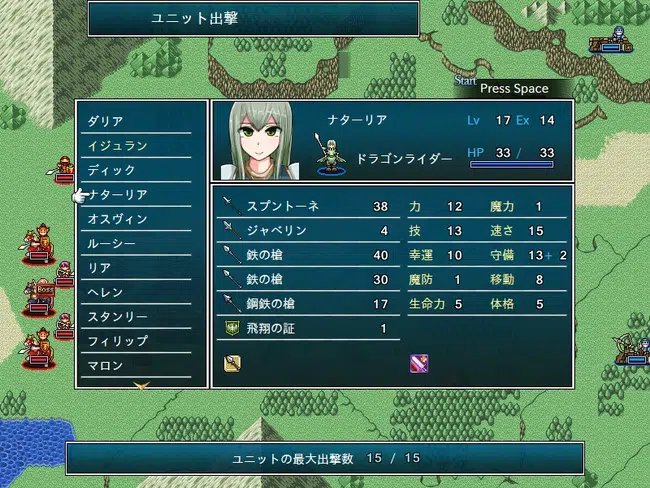 ユニット出撃
Start
Press Space
ダリア
イジュラン
ディック
ナターリア
オスヴィン
ルーシー
リア
ヘレン
スタンリー
フィリップ
マロン
ナターリア Lv 17 Ex 14
ドラゴンライダー HP 33 / 33
スプントーネ 38
ジャベリン 4
鉄の槍 40
鉄の槍 30
鋼鉄の槍 17
飛翔の証 1
力 12 魔力 1
技 13 速さ 15
幸運 10 守備 13+ 2
魔防 1 移動 8
生命力 5 体格 5
Boss
ユニットの最大出撃数 15 / 15